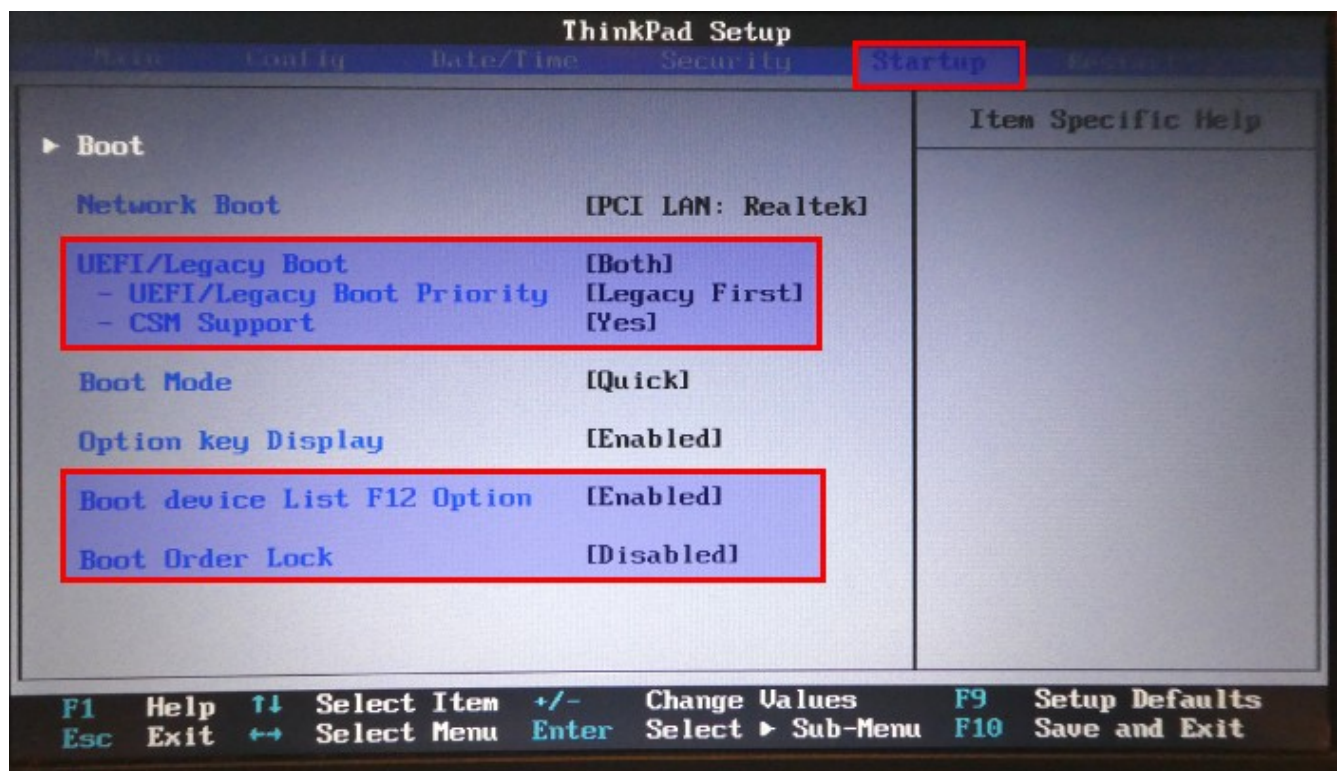 ThinkPad Setup
Main Config Date/Time Security Startup Restart
Item Specific Help
► Boot
Network Boot [PCI LAN: Realtek]
UEFI/Legacy Boot [Both]
- UEFI/Legacy Boot Priority [Legacy First]
- CSM Support [Yes]
Boot Mode [Quick]
Option key Display [Enabled]
Boot device List F12 Option [Enabled]
Boot Order Lock [Disabled]
F1 Help ↑↓ Select Item +/- Change Values F9 Setup Defaults
Esc Exit ←→ Select Menu Enter Select ► Sub-Menu F10 Save and Exit